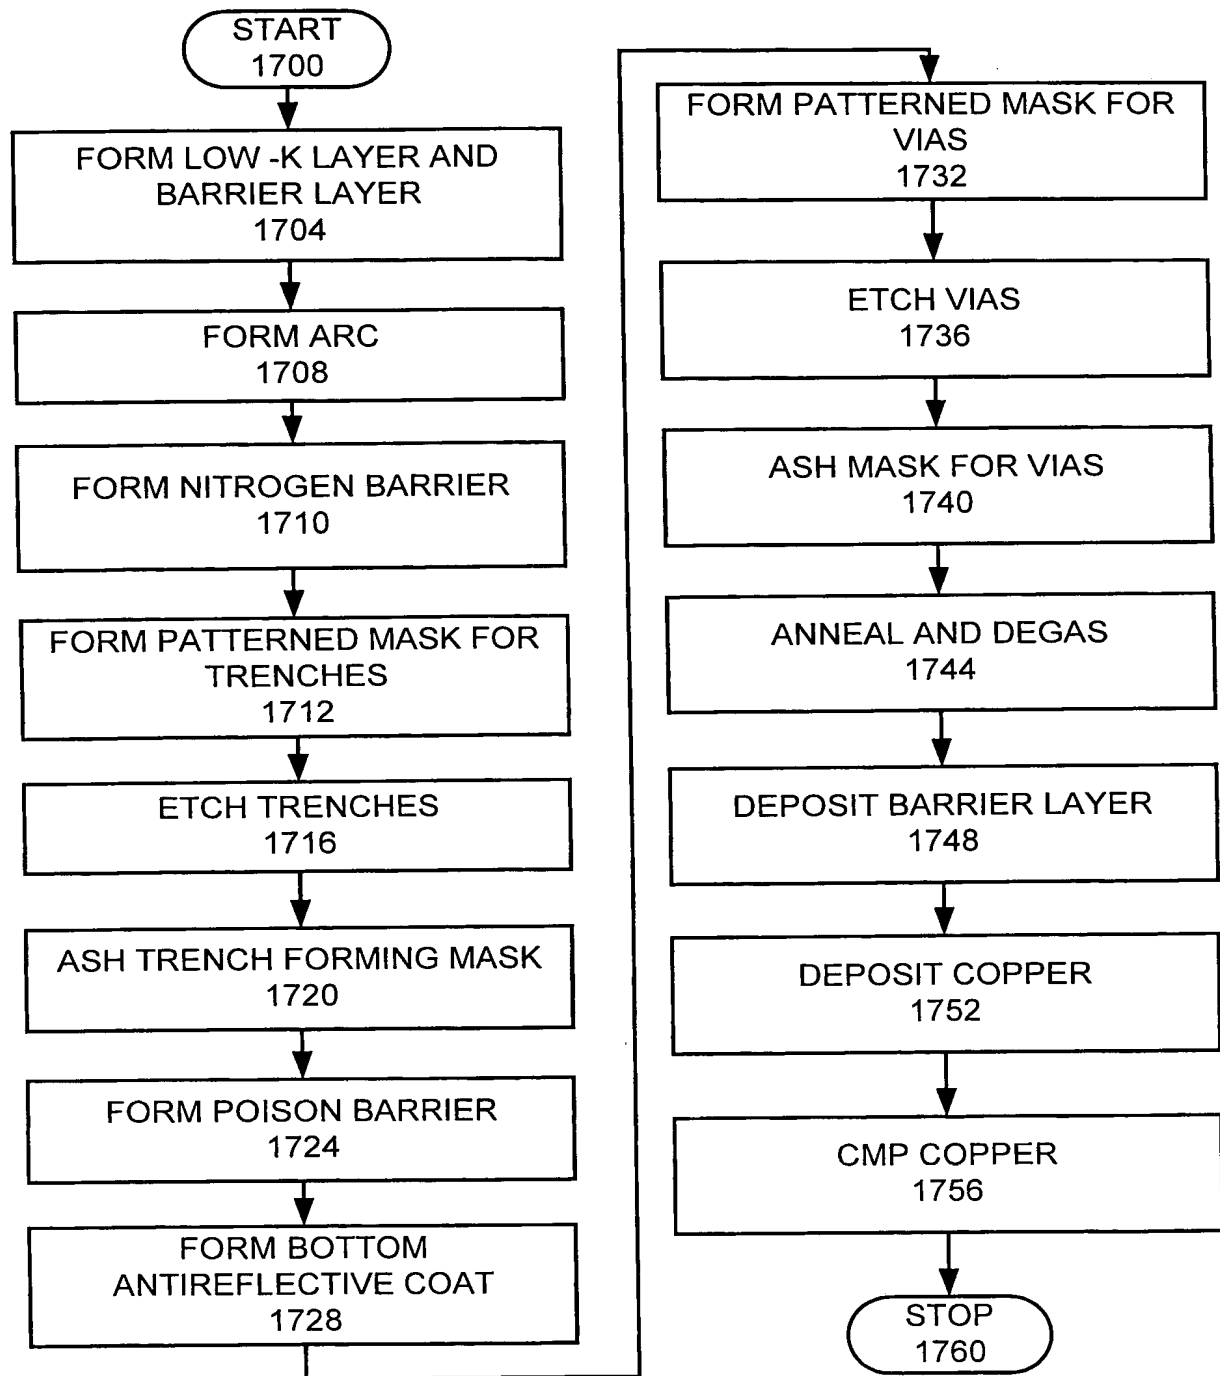 START
1700
FORM LOW -K LAYER AND
BARRIER LAYER
1704
FORM ARC
1708
FORM NITROGEN BARRIER
1710
FORM PATTERNED MASK FOR
TRENCHES
1712
ETCH TRENCHES
1716
ASH TRENCH FORMING MASK
1720
FORM POISON BARRIER
1724
FORM BOTTOM
ANTIREFLECTIVE COAT
1728
FORM PATTERNED MASK FOR
VIAS
1732
ETCH VIAS
1736
ASH MASK FOR VIAS
1740
ANNEAL AND DEGAS
1744
DEPOSIT BARRIER LAYER
1748
DEPOSIT COPPER
1752
CMP COPPER
1756
STOP
1760